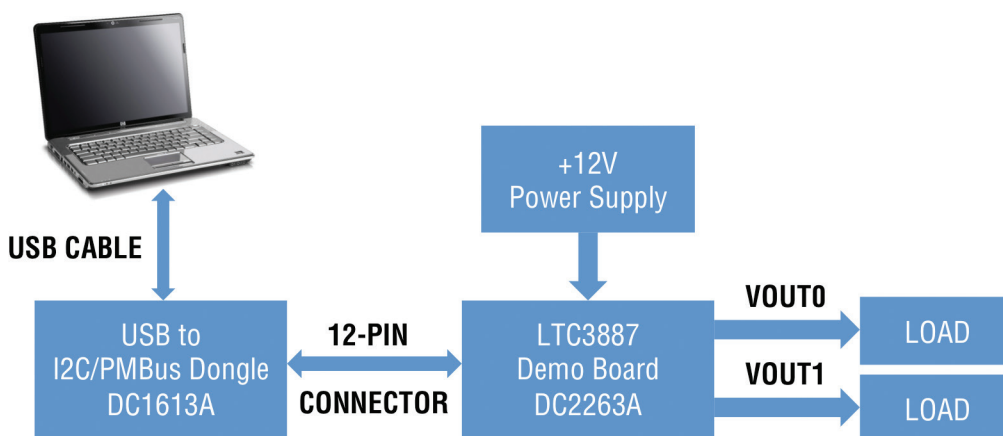 +12V
Power Supply
USB CABLE
USB to
I2C/PMBus Dongle
DC1613A
12-PIN
CONNECTOR
LTC3887
Demo Board
DC2263A
VOUT0
LOAD
VOUT1
LOAD